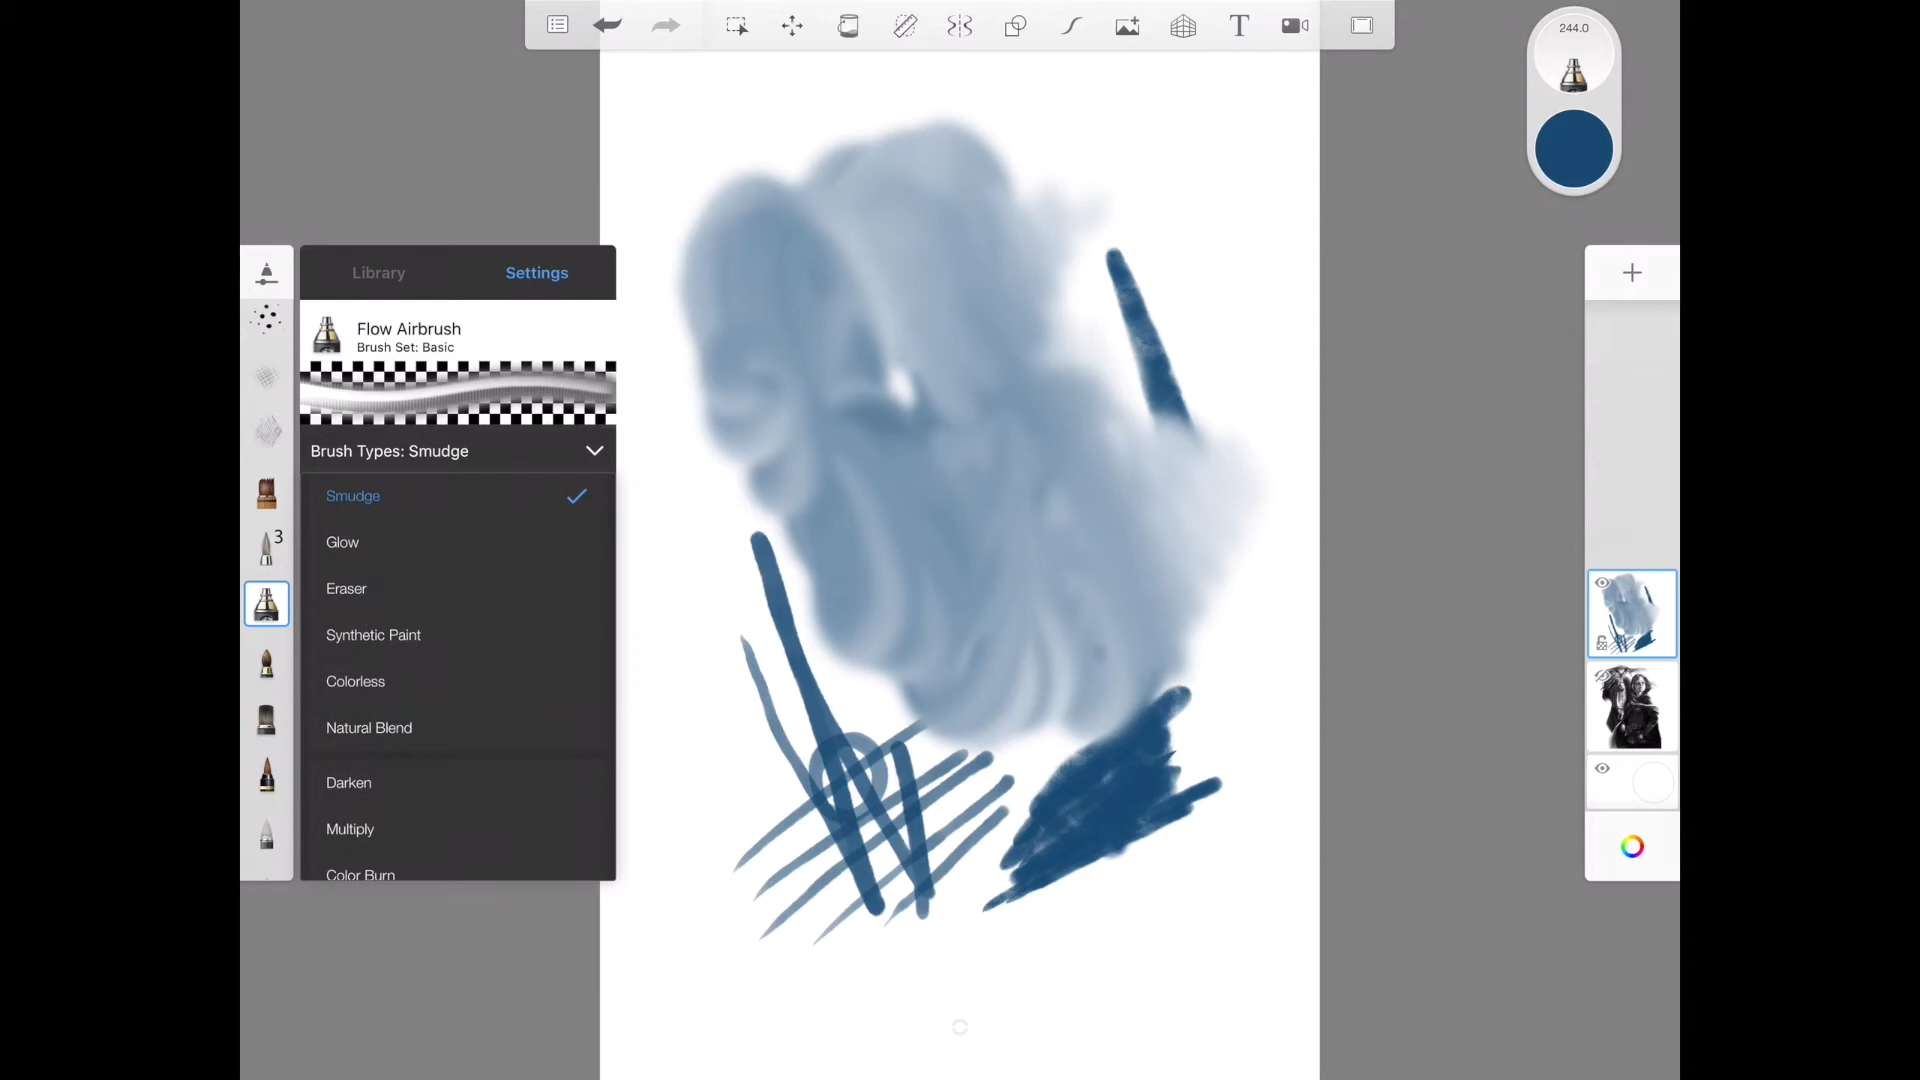 T
244.0
Library
Settings
Flow Airbrush
Brush Set: Basic
Brush Types: Smudge
Smudge
Glow
3
Eraser
Synthetic Paint
Colorless
Natural Blend
Darken
Multiply
Color Burn